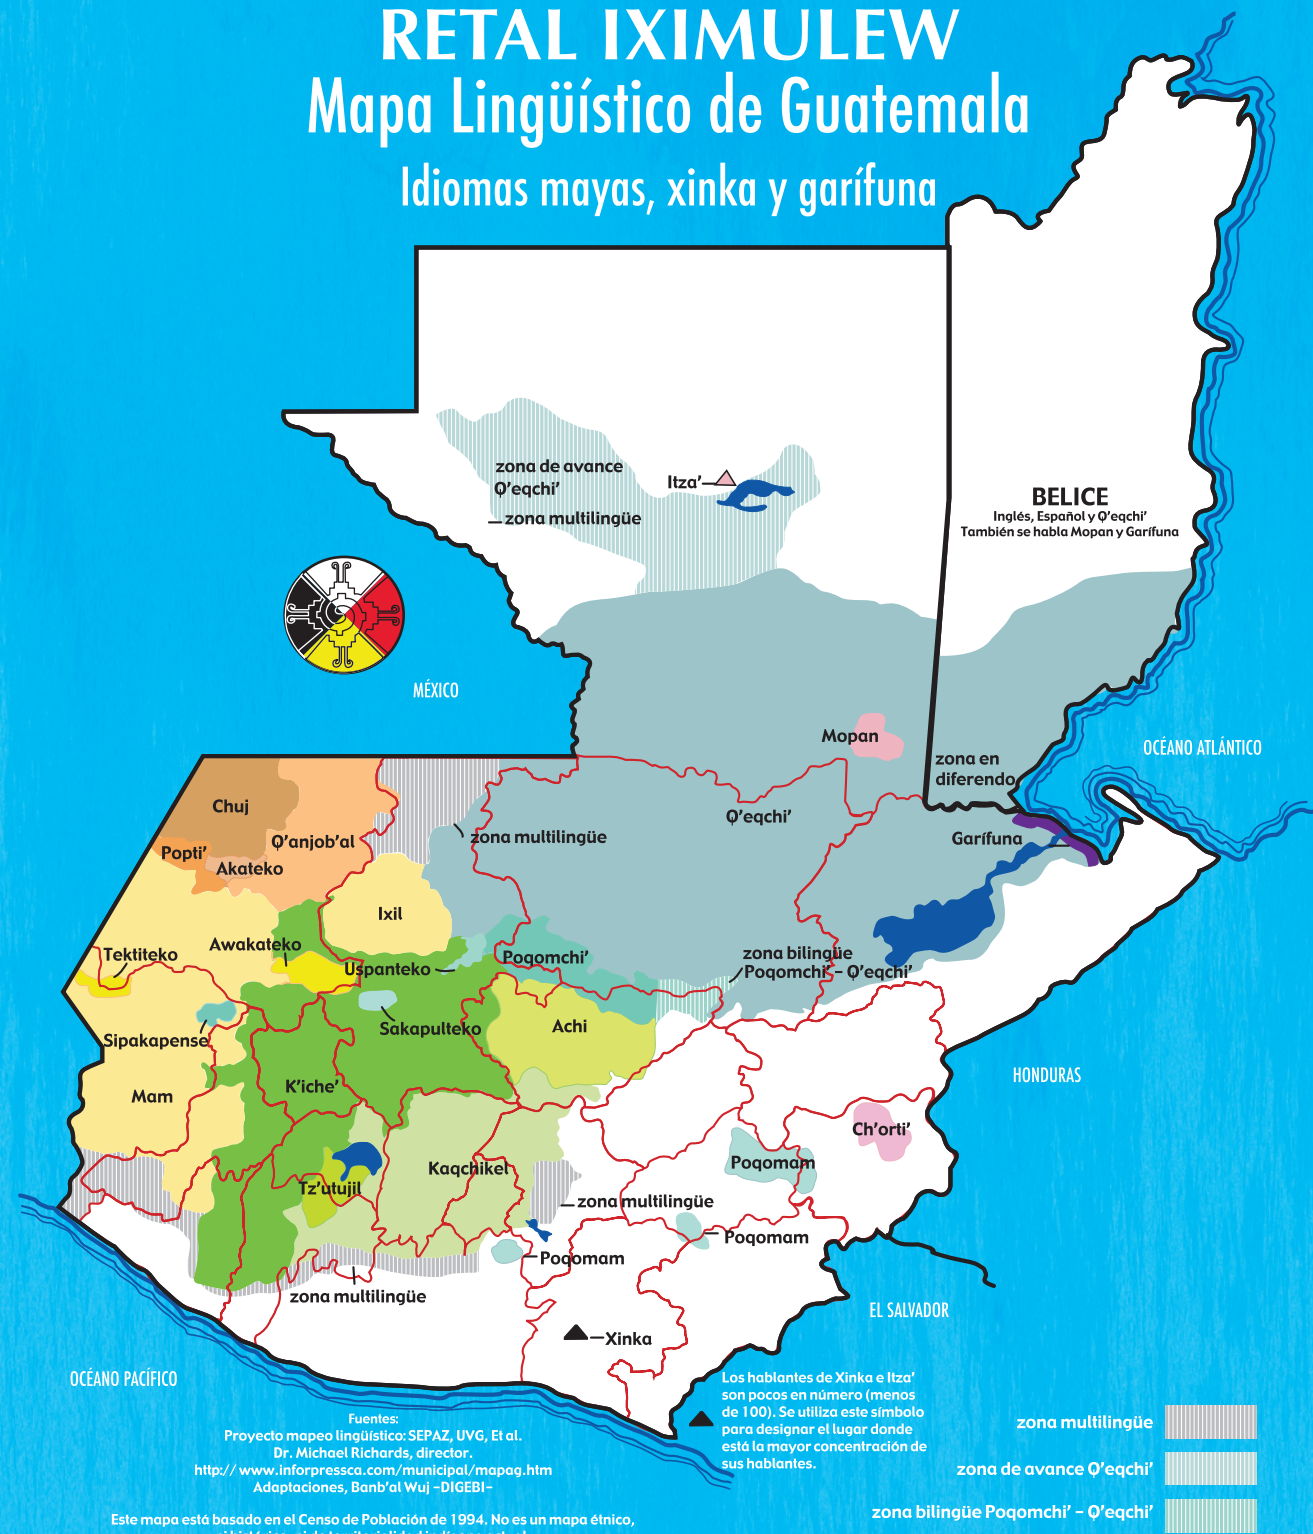 RETAL IXIMULEW
Mapa Lingüístico de Guatemala
Idiomas mayas, xinka y garífuna
zona de avance
Q'eqchi'
zona multilingüe
Itza'
BELICE
Inglés, Español y Q'eqchi'
También se habla Mopan y Garífuna
MÉXICO
Mopan
zona en
diferendo
OCÉANO ATLÁNTICO
Chuj
Q'anjob'al
Popti'
Akateko
zona multilingüe
Q'eqchi'
Garífuna
Ixil
Tektiteko
Awakateko
Uspanteko
Poqomchi'
zona bilingüe
Poqomchi' - Q'eqchi'
Sipakapense
Sakapulteko
Achi
Mam
K'iche'
HONDURAS
Ch'orti'
Kaqchikel
Poqomam
Tz'utujil
zona multilingüe
Poqomam
Poqomam
zona multilingüe
EL SALVADOR
Xinka
OCÉANO PACÍFICO
Los hablantes de Xinka e Itza'
son pocos en número (menos
de 100). Se utiliza este símbolo
para designar el lugar donde
está la mayor concentración de
sus hablantes.
Fuentes:
Proyecto mapeo lingüístico: SEPAZ, UVG, Et al.
Dr. Michael Richards, director.
http:// www.inforpressca.com/municipal/mapag.htm
Adaptaciones, Banb'al Wuj -DIGEBI-
Este mapa está basado en el Censo de Población de 1994. No es un mapa étnico,
zona multilingüe
zona de avance Q'eqchi'
zona bilingüe Poqomchi' - Q'eqchi'